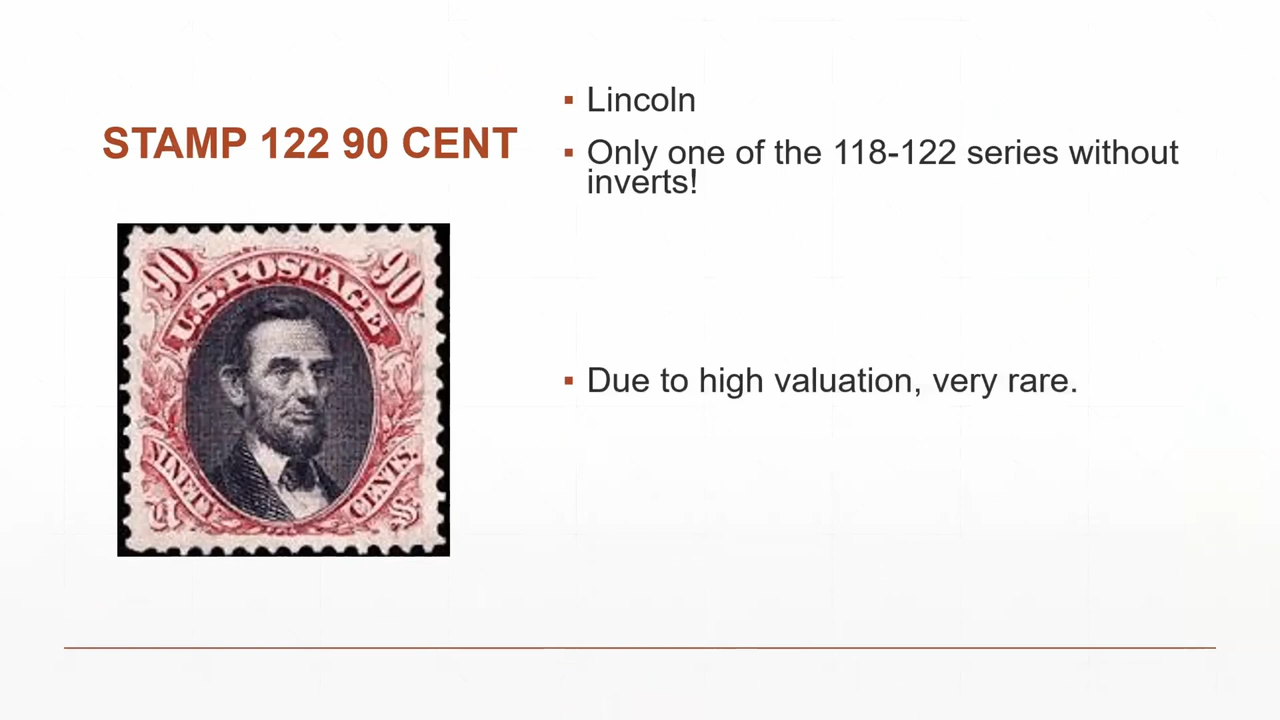 STAMP 122 90 CENT
▪ Lincoln
▪ Only one of the 118-122 series without
inverts!
▪ Due to high valuation, very rare.
90 90
U.S. POSTAGE
NINETY CENTS.
U S